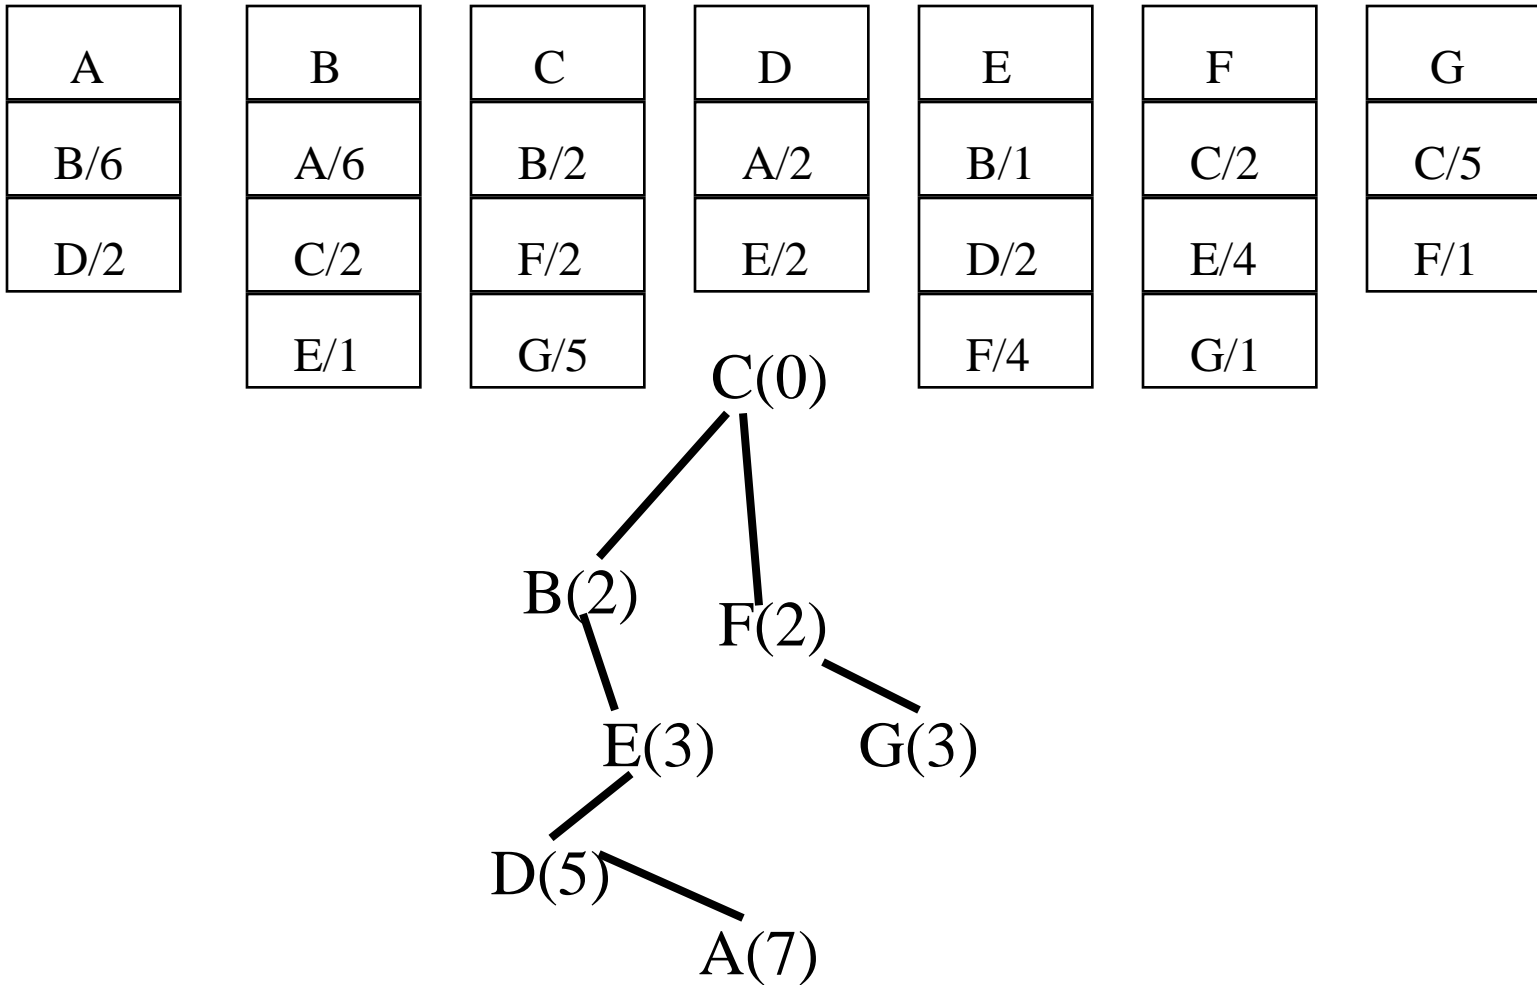 A B C D E F G
B/6 A/6 B/2 A/2 B/1 C/2 C/5
D/2 C/2 F/2 E/2 D/2 E/4 F/1
E/1 G/5 F/4 G/1
C(0)
B(2) F(2)
E(3) G(3)
D(5)
A(7)